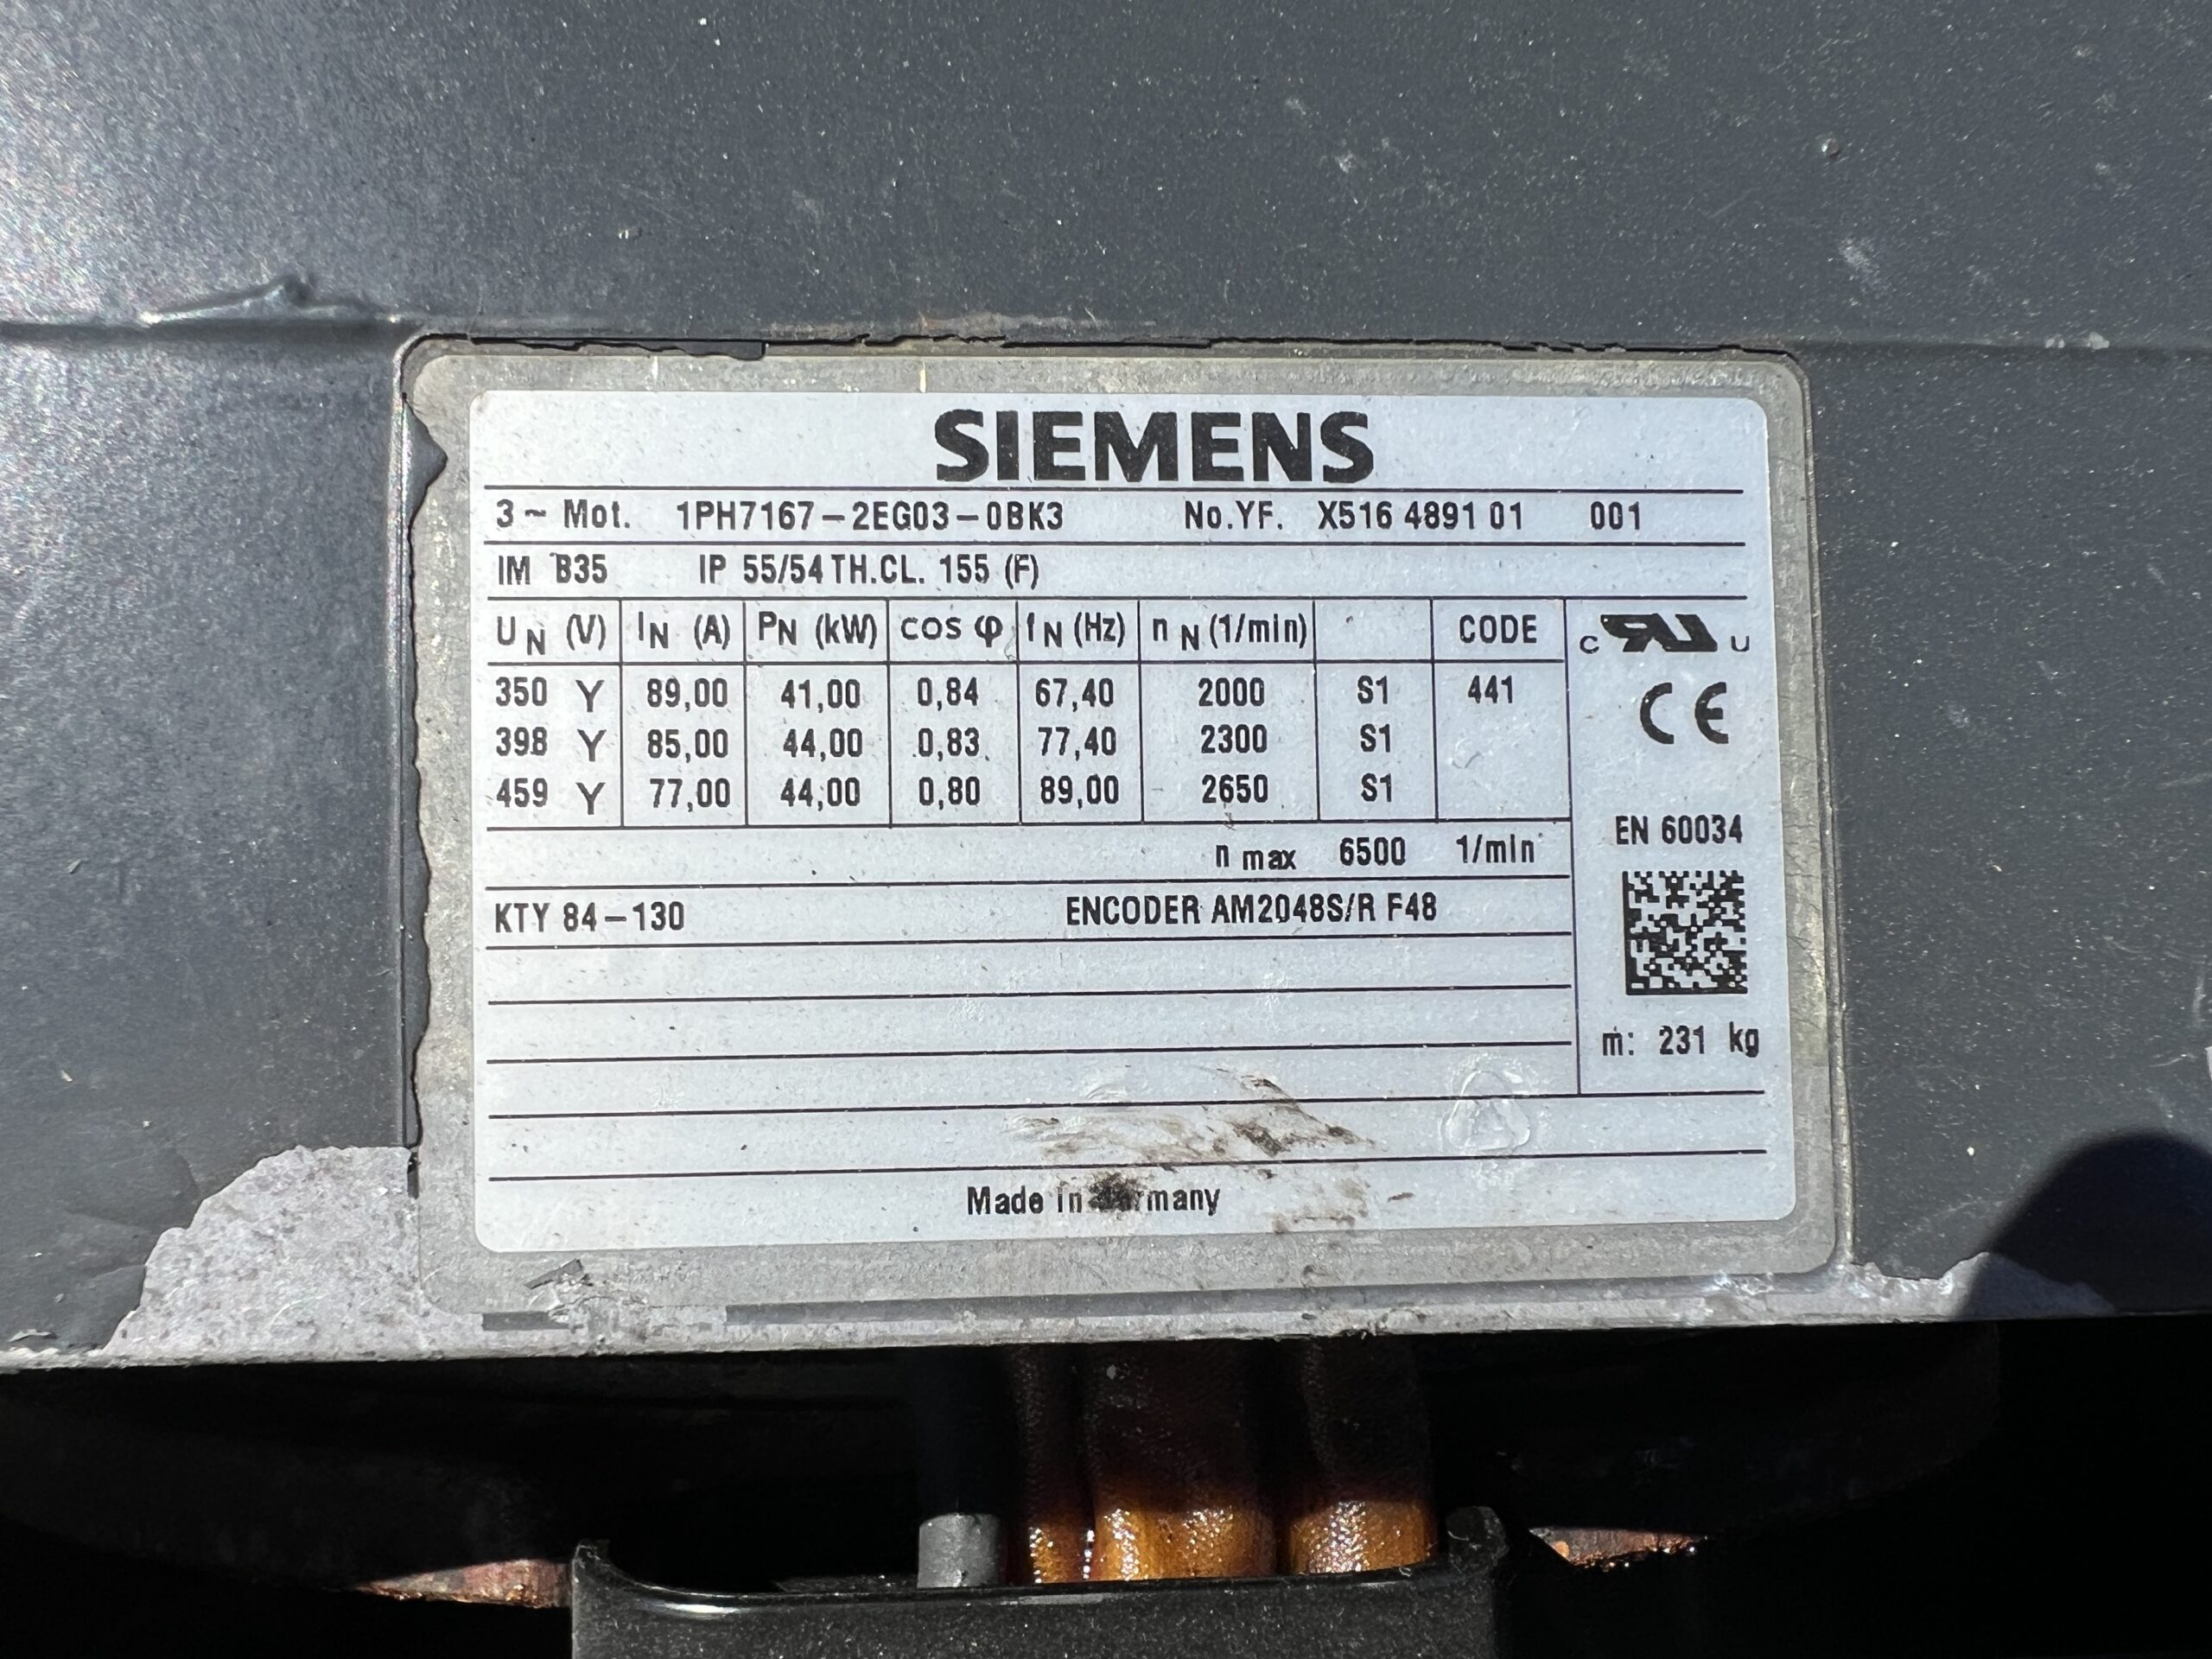 SIEMENS
3 ~ Mot. 1PH7167-2EG03-0BK3 No.YF. X516 4891 01 001
IM B35 IP 55/54 TH.CL. 155 (F)
UN (V) IN (A) PN (kW) cos φ fN (Hz) nN (1/min) CODE
350 Y 89,00 41,00 0,84 67,40 2000 S1 441
398 Y 85,00 44,00 0,83 77,40 2300 S1
459 Y 77,00 44,00 0,80 89,00 2650 S1
n max 6500 1/min
KTY 84-130 ENCODER AM2048S/R F48
c RU U
CE
EN 60034
m: 231 kg
Made in